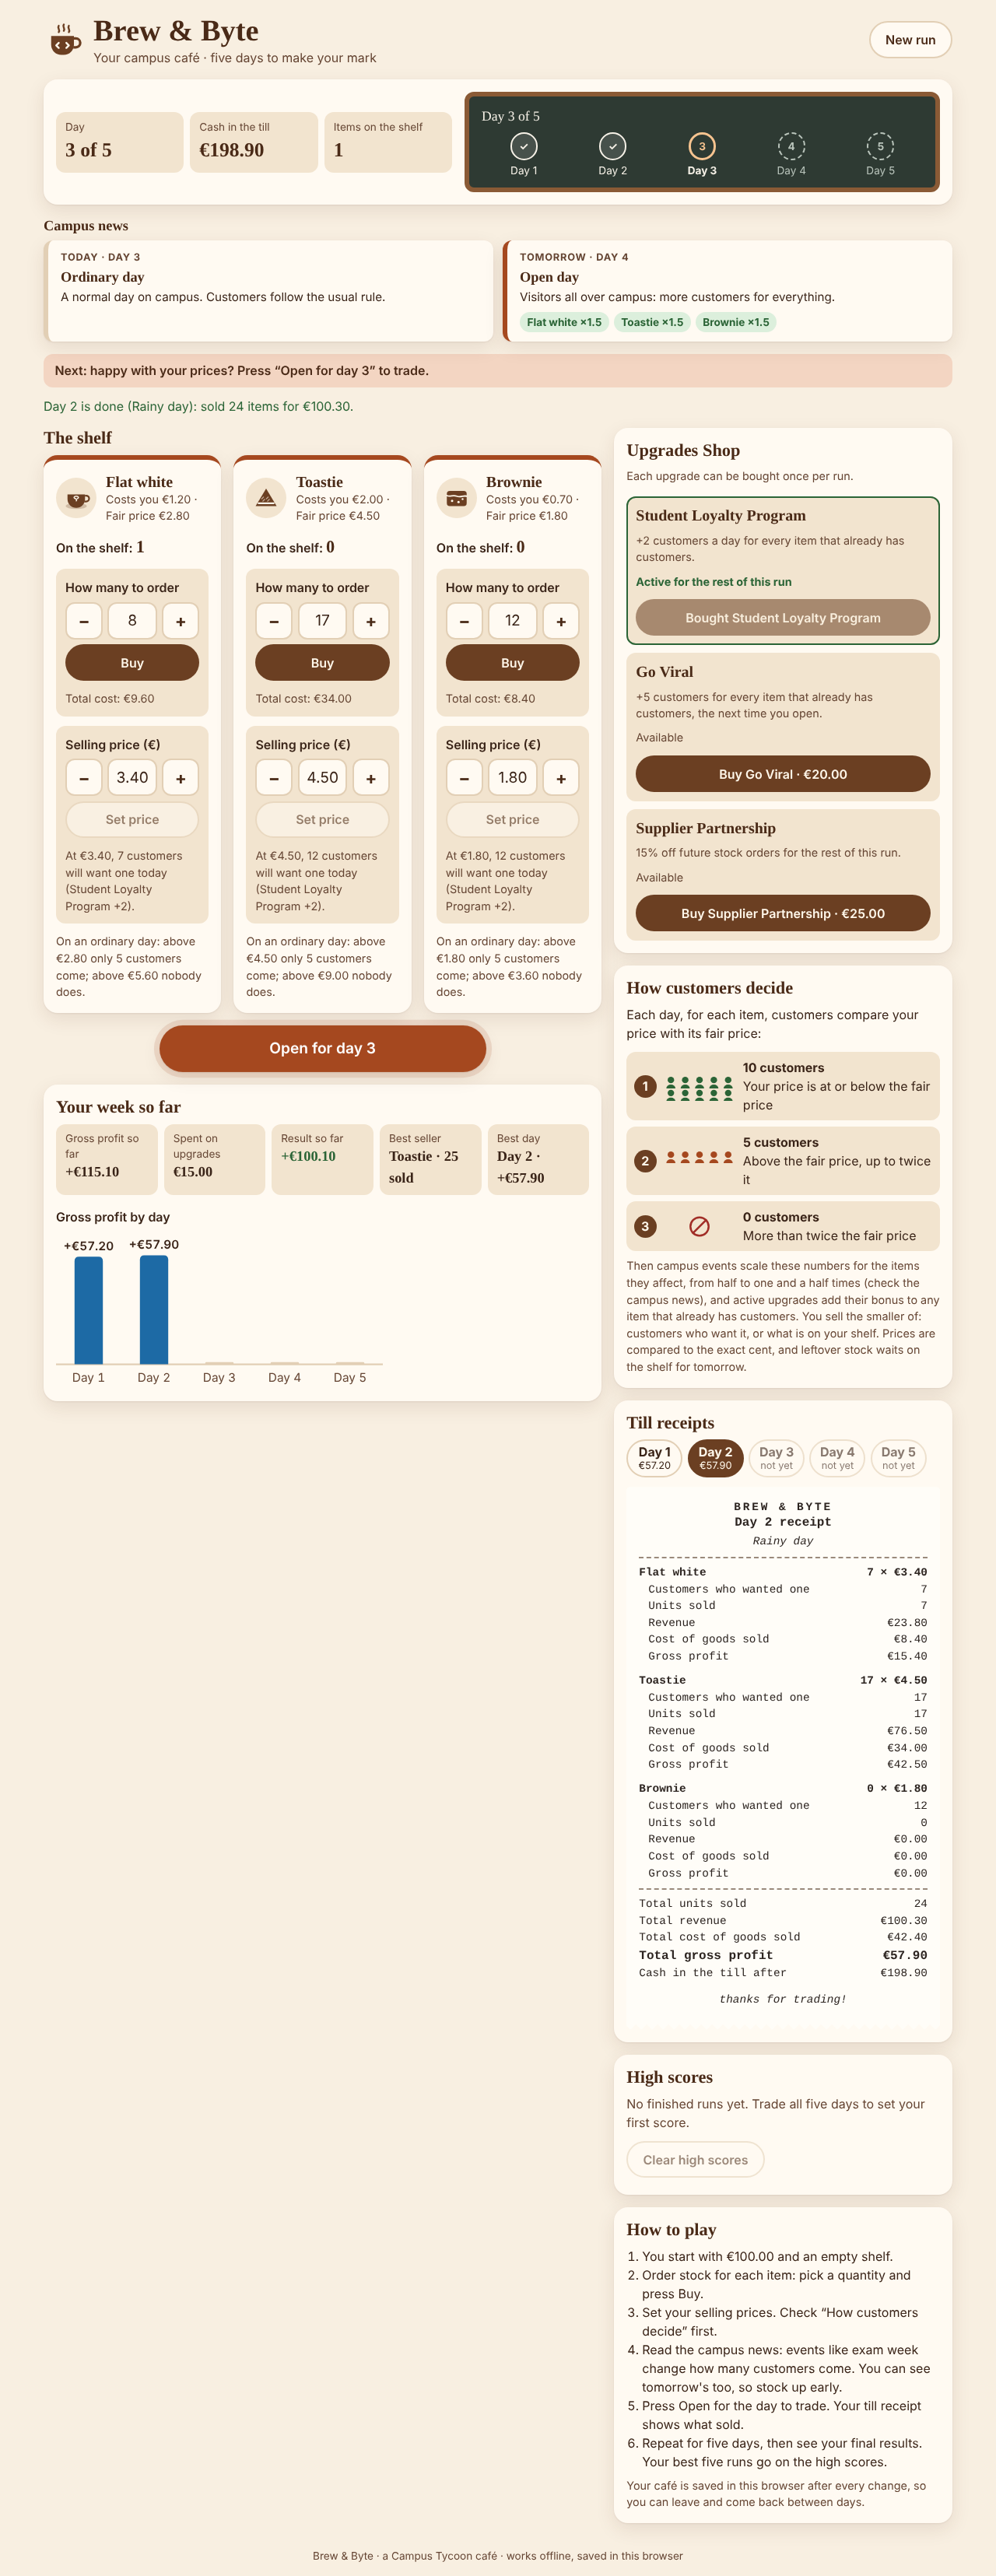 Brew & Byte
Your campus café · five days to make your mark
New run
Day
3 of 5
Cash in the till
€198.90
Items on the shelf
1
Day 3 of 5
3
4
5
Day 1
Day 2
Day 3
Day 4
Day 5
Campus news
TODAY · DAY 3
Ordinary day
A normal day on campus. Customers follow the usual rule.
TOMORROW · DAY 4
Open day
Visitors all over campus: more customers for everything.
Flat white ×1.5
Toastie ×1.5
Brownie ×1.5
Next: happy with your prices? Press “Open for day 3” to trade.
Day 2 is done (Rainy day): sold 24 items for €100.30.
The shelf
Flat white
Costs you €1.20 ·
Fair price €2.80
On the shelf: 1
How many to order
−
8
+
Buy
Total cost: €9.60
Selling price (€)
−
3.40
+
Set price
At €3.40, 7 customers
will want one today
(Student Loyalty
Program +2).
On an ordinary day: above
€2.80 only 5 customers
come; above €5.60 nobody
does.
Toastie
Costs you €2.00 ·
Fair price €4.50
On the shelf: 0
How many to order
−
17
+
Buy
Total cost: €34.00
Selling price (€)
−
4.50
+
Set price
At €4.50, 12 customers
will want one today
(Student Loyalty
Program +2).
On an ordinary day: above
€4.50 only 5 customers
come; above €9.00 nobody
does.
Brownie
Costs you €0.70 ·
Fair price €1.80
On the shelf: 0
How many to order
−
12
+
Buy
Total cost: €8.40
Selling price (€)
−
1.80
+
Set price
At €1.80, 12 customers
will want one today
(Student Loyalty
Program +2).
On an ordinary day: above
€1.80 only 5 customers
come; above €3.60 nobody
does.
Open for day 3
Your week so far
Gross profit so
far
+€115.10
Spent on
upgrades
€15.00
Result so far
+€100.10
Best seller
Toastie · 25
sold
Best day
Day 2 ·
+€57.90
Gross profit by day
+€57.20
+€57.90
Day 1
Day 2
Day 3
Day 4
Day 5
Upgrades Shop
Each upgrade can be bought once per run.
Student Loyalty Program
+2 customers a day for every item that already has
customers.
Active for the rest of this run
Bought Student Loyalty Program
Go Viral
+5 customers for every item that already has
customers, the next time you open.
Available
Buy Go Viral · €20.00
Supplier Partnership
15% off future stock orders for the rest of this run.
Available
Buy Supplier Partnership · €25.00
How customers decide
Each day, for each item, customers compare your
price with its fair price:
1
10 customers
Your price is at or below the fair
price
2
5 customers
Above the fair price, up to twice
it
3
0 customers
More than twice the fair price
Then campus events scale these numbers for the items
they affect, from half to one and a half times (check the
campus news), and active upgrades add their bonus to any
item that already has customers. You sell the smaller of:
customers who want it, or what is on your shelf. Prices are
compared to the exact cent, and leftover stock waits on
the shelf for tomorrow.
Till receipts
Day 1
€57.20
Day 2
€57.90
Day 3
not yet
Day 4
not yet
Day 5
not yet
BREW & BYTE
Day 2 receipt
Rainy day
Flat white 7 × €3.40
Customers who wanted one 7
Units sold 7
Revenue €23.80
Cost of goods sold €8.40
Gross profit €15.40
Toastie 17 × €4.50
Customers who wanted one 17
Units sold 17
Revenue €76.50
Cost of goods sold €34.00
Gross profit €42.50
Brownie 0 × €1.80
Customers who wanted one 12
Units sold 0
Revenue €0.00
Cost of goods sold €0.00
Gross profit €0.00
Total units sold 24
Total revenue €100.30
Total cost of goods sold €42.40
Total gross profit €57.90
Cash in the till after €198.90
thanks for trading!
High scores
No finished runs yet. Trade all five days to set your
first score.
Clear high scores
How to play
1. You start with €100.00 and an empty shelf.
2. Order stock for each item: pick a quantity and
press Buy.
3. Set your selling prices. Check “How customers
decide” first.
4. Read the campus news: events like exam week
change how many customers come. You can see
tomorrow's too, so stock up early.
5. Press Open for the day to trade. Your till receipt
shows what sold.
6. Repeat for five days, then see your final results.
Your best five runs go on the high scores.
Your café is saved in this browser after every change, so
you can leave and come back between days.
Brew & Byte · a Campus Tycoon café · works offline, saved in this browser